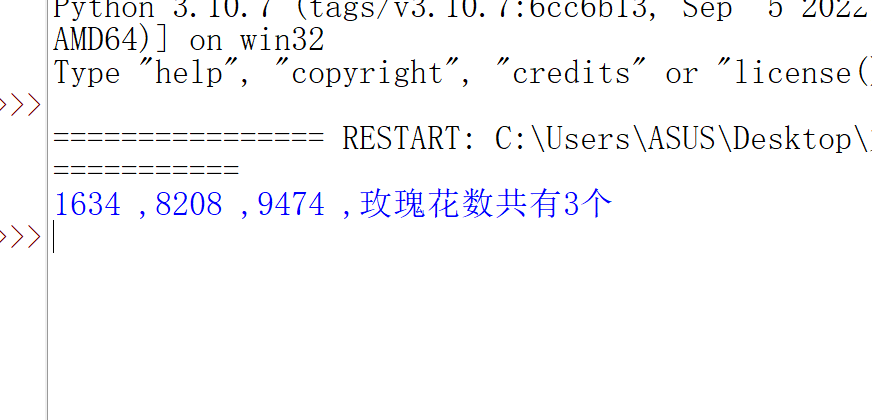 Python 3.10.7 (tags/v3.10.7:6cc6b13, Sep 5 2022
AMD64)] on win32
Type "help", "copyright", "credits" or "license(
>>>
================ RESTART: C:\Users\ASUS\Desktop\
===========
1634 ,8208 ,9474 ,玫瑰花数共有3个
>>>